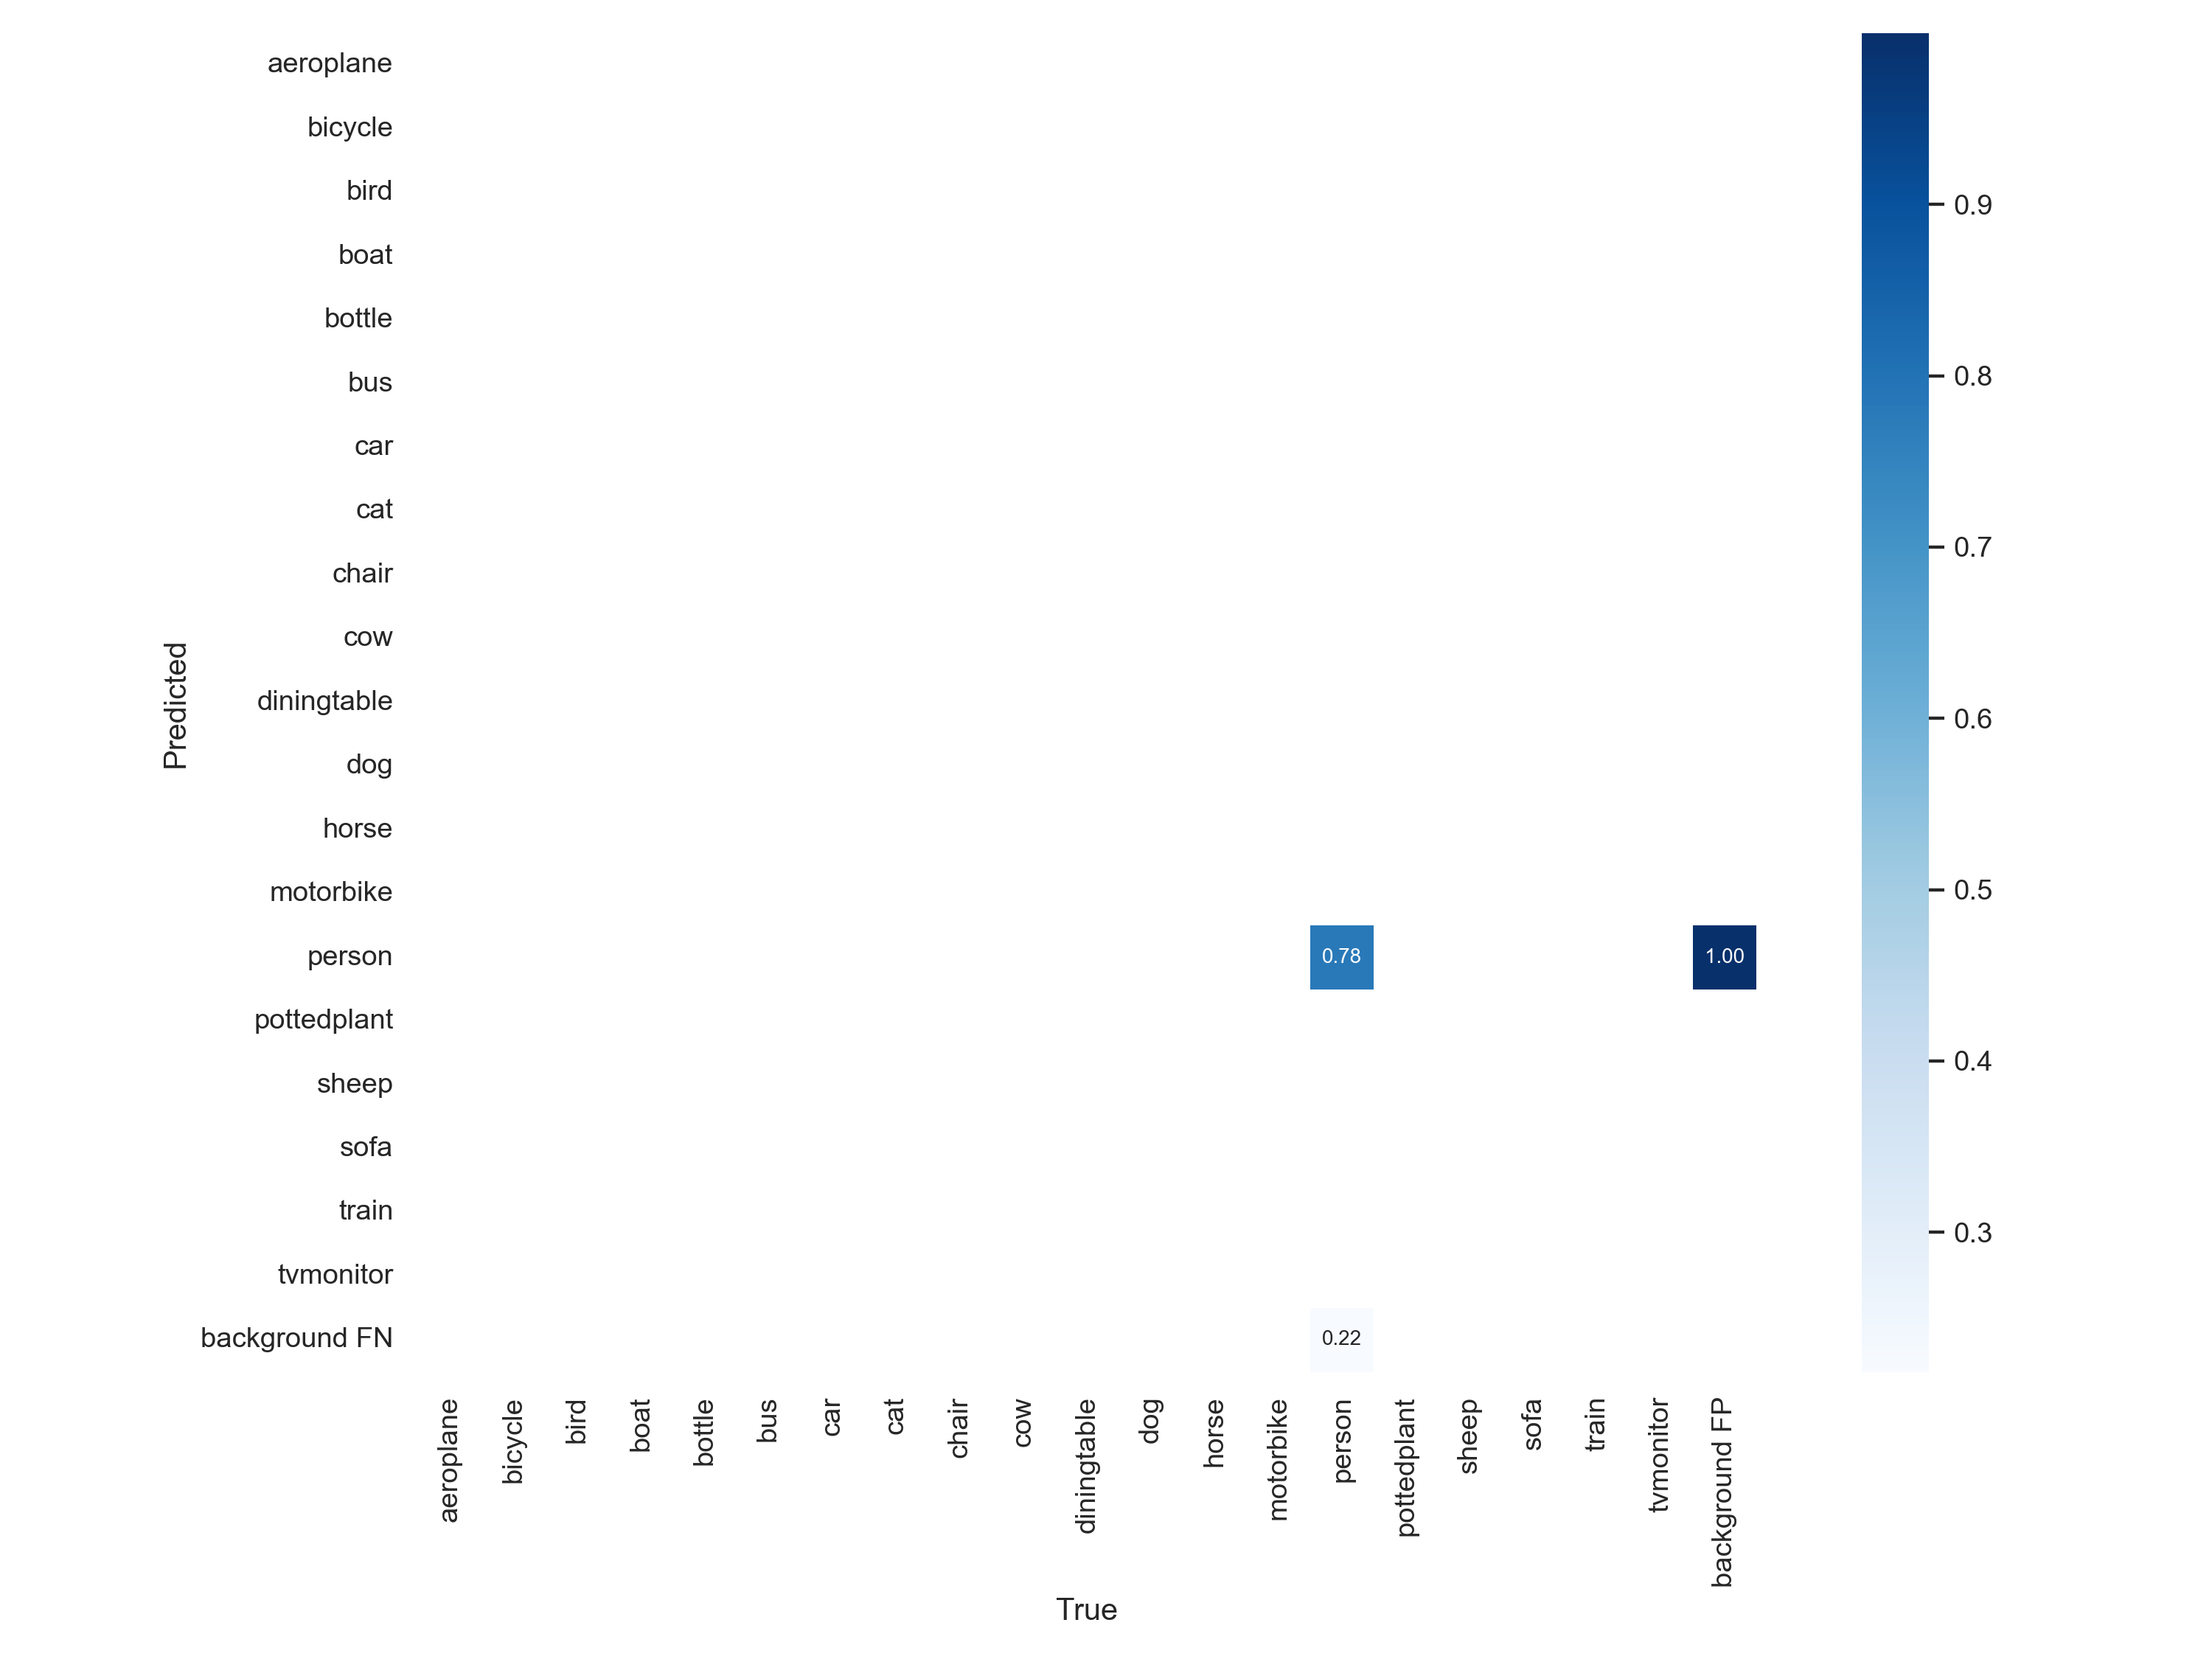 aeroplane
bicycle
bird
boat
bottle
bus
car
cat
chair
cow
diningtable
dog
horse
motorbike
person
pottedplant
sheep
sofa
train
tvmonitor
background FN
Predicted
0.78
1.00
0.22
aeroplane
bicycle
bird
boat
bottle
bus
car
cat
chair
cow
diningtable
dog
horse
motorbike
person
pottedplant
sheep
sofa
train
tvmonitor
background FP
True
0.9
0.8
0.7
0.6
0.5
0.4
0.3